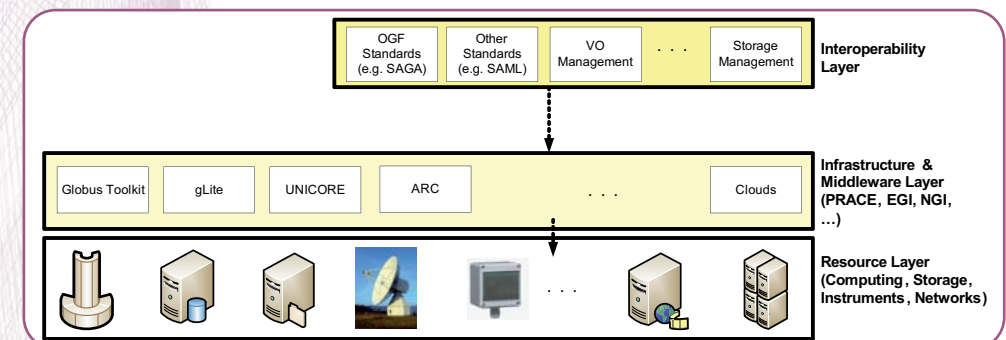 OGF
Standards
(e.g. SAGA)
Other
Standards
(e.g. SAML)
VO
Management
. . .
Storage
Management
Interoperability
Layer
Globus Toolkit
gLite
UNICORE
ARC
. . .
Clouds
Infrastructure &
Middleware Layer
(PRACE, EGI, NGI,
…)
. . .
Resource Layer
(Computing, Storage,
Instruments, Networks)